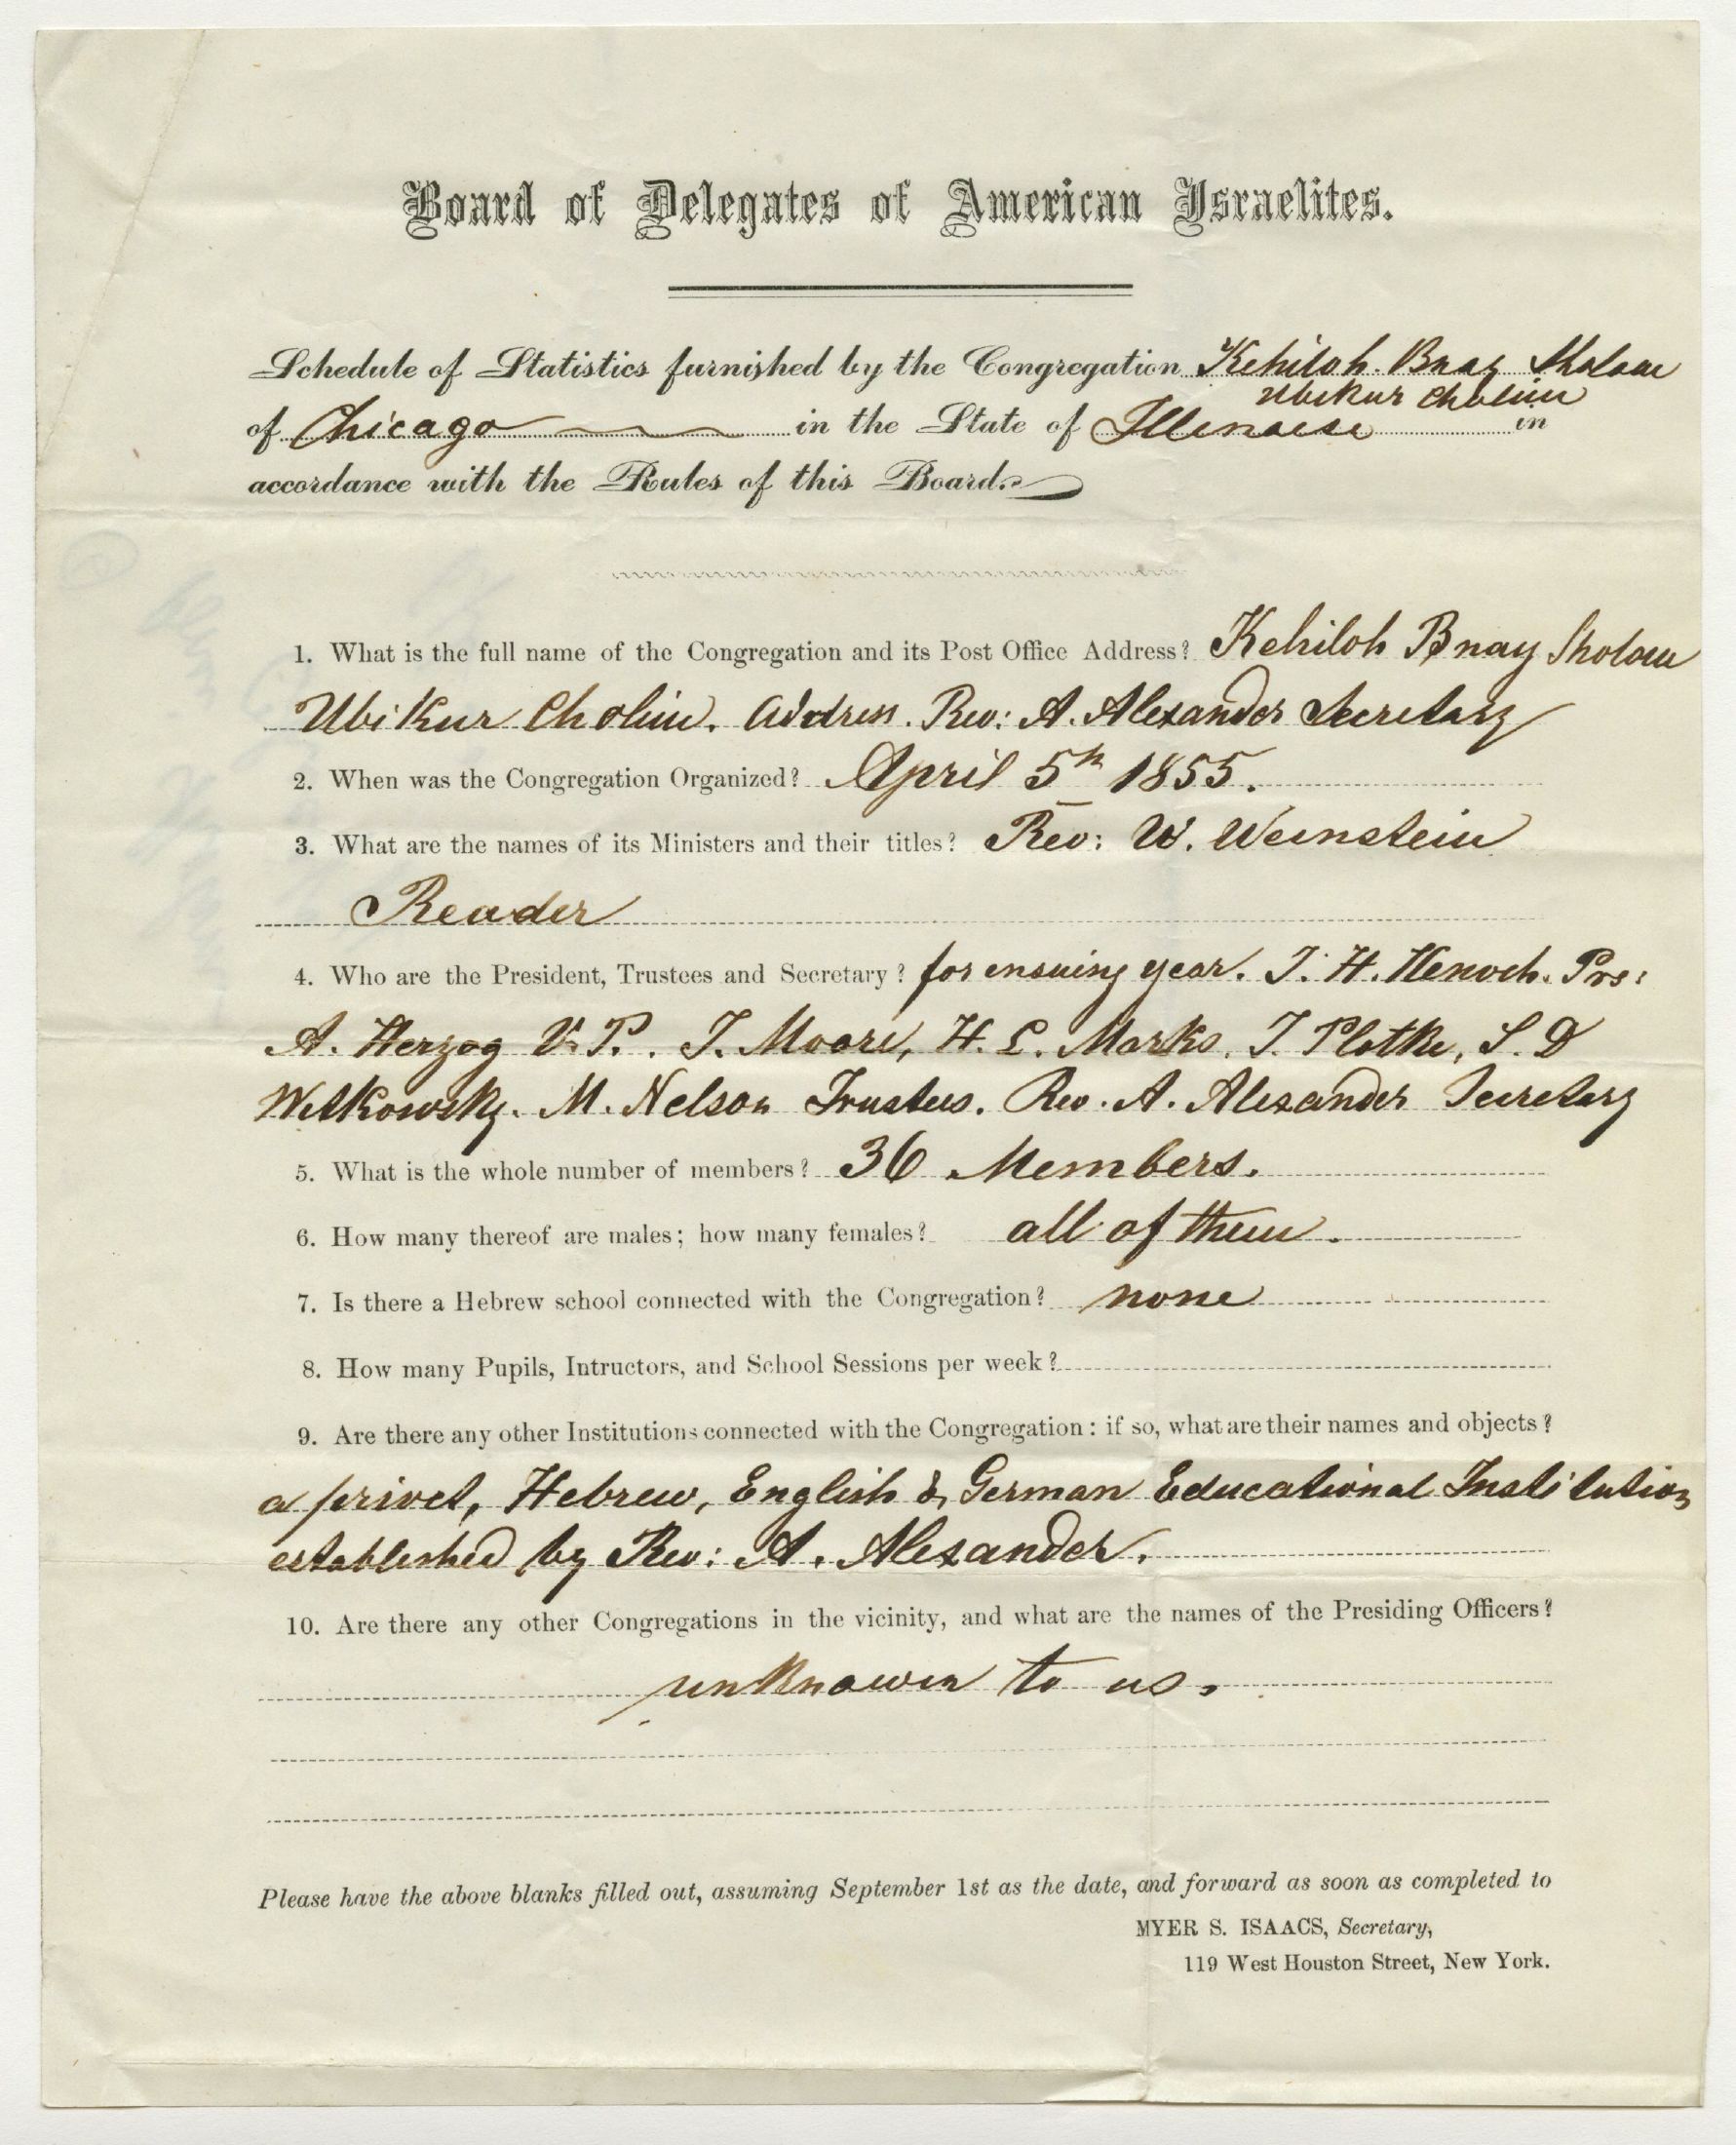 Board of Delegates of American Israelites.
Schedule of Statistics furnished by the Congregation Kehiloh. Bnay Sholom
Ubikur Cholim
of Chicago in the State of Illenoese in
accordance with the Rules of this Board.
1. What is the full name of the Congregation and its Post Office Address? Kehiloh Bnay Sholom
Ubikur Cholim. Address. Rev: A. Alexander Secretary
2. When was the Congregation Organized? April 5th 1855.
3. What are the names of its Ministers and their titles? Rev: W. Weinstein
Reader
4. Who are the President, Trustees and Secretary? for ensuing year. I. H. Henoch. Prs:
A. Herzog V. P. I. Moore, H. L. Marks, I. Plotke, S. D
Witkowsky. M. Nelson Trustees. Rev. A. Alexander Secretary
5. What is the whole number of members? 36 Members.
6. How many thereof are males; how many females? all of them.
7. Is there a Hebrew school connected with the Congregation? none
8. How many Pupils, Intructors, and School Sessions per week?
9. Are there any other Institutions connected with the Congregation: if so, what are their names and objects?
a privet, Hebrew, English & German Educational Institution
established by Rev: A. Alexander.
10. Are there any other Congregations in the vicinity, and what are the names of the Presiding Officers?
unknown to us.
Please have the above blanks filled out, assuming September 1st as the date, and forward as soon as completed to
MYER S. ISAACS, Secretary,
119 West Houston Street, New York.